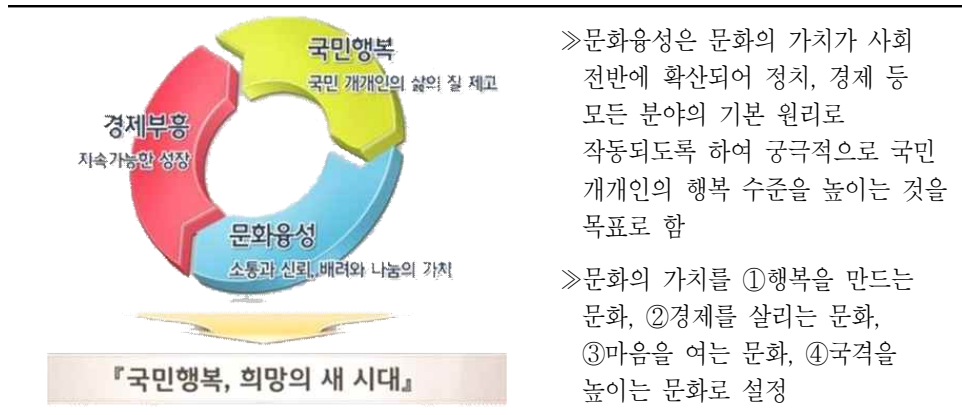 국민행복
국민 개개인의 삶의 질 제고
경제부흥
지속가능한 성장
문화융성
소통과 신뢰, 배려와 나눔의 가치
『국민행복, 희망의 새 시대』
≫문화융성은 문화의 가치가 사회
전반에 확산되어 정치, 경제 등
모든 분야의 기본 원리로
작동되도록 하여 궁극적으로 국민
개개인의 행복 수준을 높이는 것을
목표로 함
≫문화의 가치를 ①행복을 만드는
문화, ②경제를 살리는 문화,
③마음을 여는 문화, ④국격을
높이는 문화로 설정